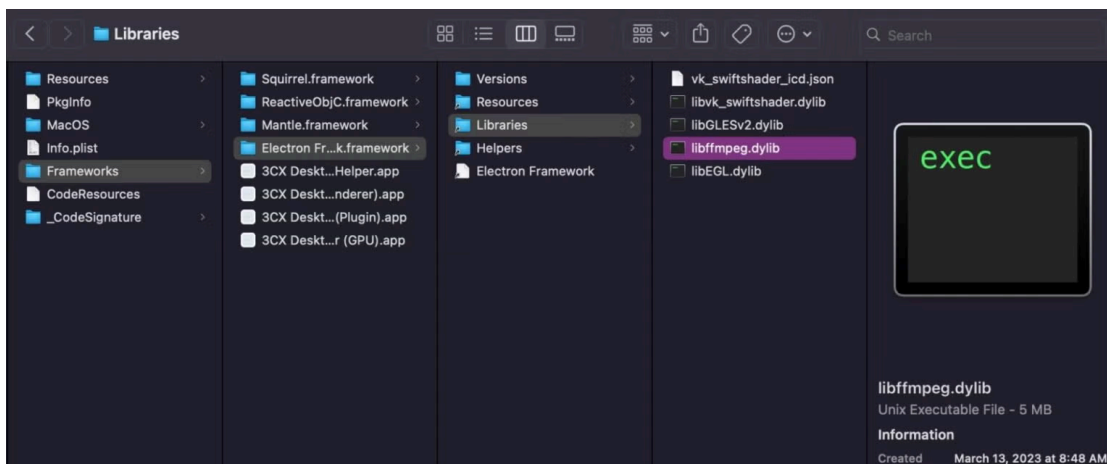 Libraries
Search
Resources
PkgInfo
MacOS
Info.plist
Frameworks
CodeResources
_CodeSignature
Squirrel.framework
ReactiveObjC.framework
Mantle.framework
Electron Fr...k.framework
3CX Deskt...Helper.app
3CX Deskt...nderer).app
3CX Deskt...(Plugin).app
3CX Deskt...r (GPU).app
Versions
Resources
Libraries
Helpers
Electron Framework
vk_swiftshader_icd.json
libvk_swiftshader.dylib
libGLESv2.dylib
libffmpeg.dylib
libEGL.dylib
exec
libffmpeg.dylib
Unix Executable File - 5 MB
Information
Created March 13, 2023 at 8:48 AM